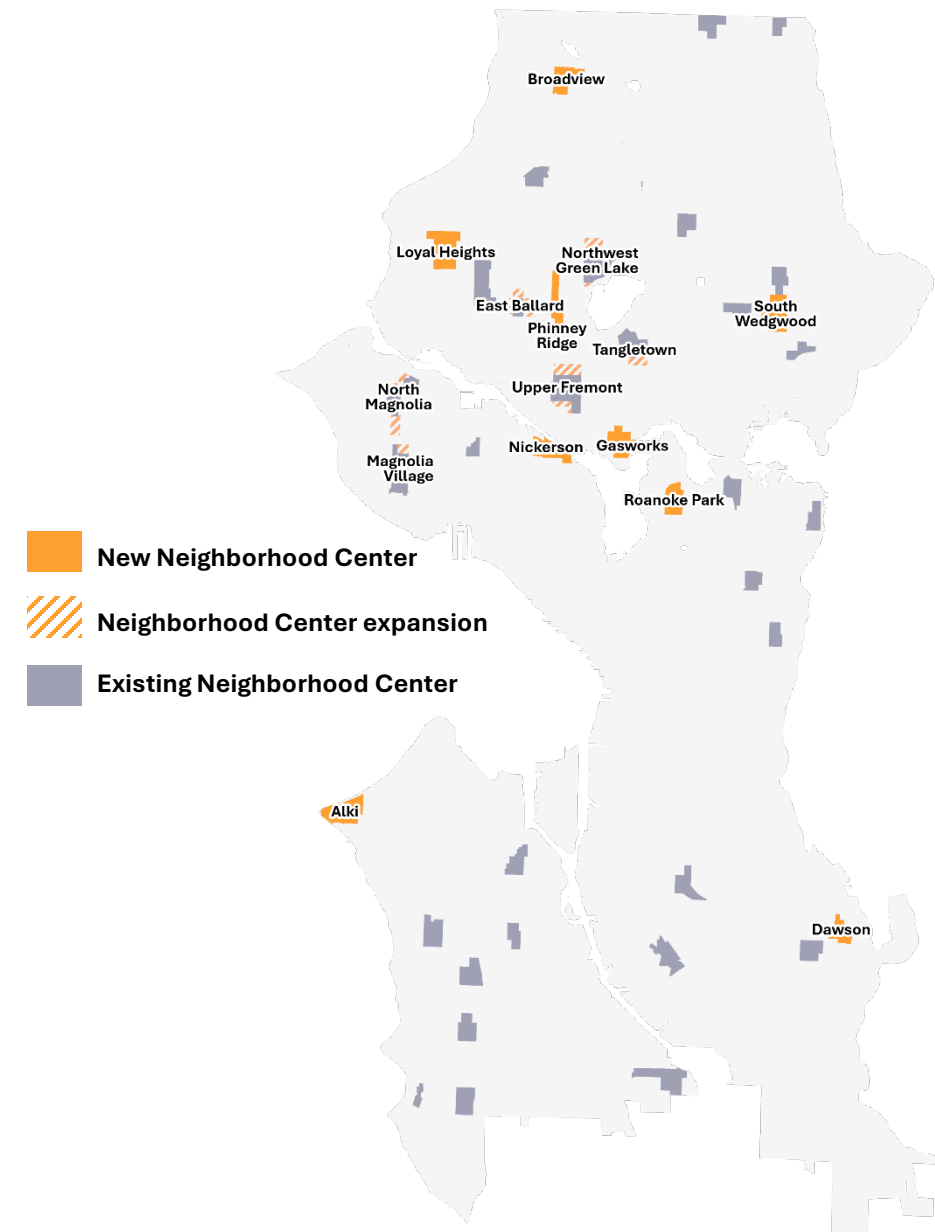 Broadview
Loyal Heights
Northwest
Green Lake
East Ballard
South
Wedgwood
Phinney
Ridge
Tangletown
Upper Fremont
North
Magnolia
Nickerson
Gasworks
Magnolia
Village
Roanoke Park
New Neighborhood Center
Neighborhood Center expansion
Existing Neighborhood Center
Alki
Dawson